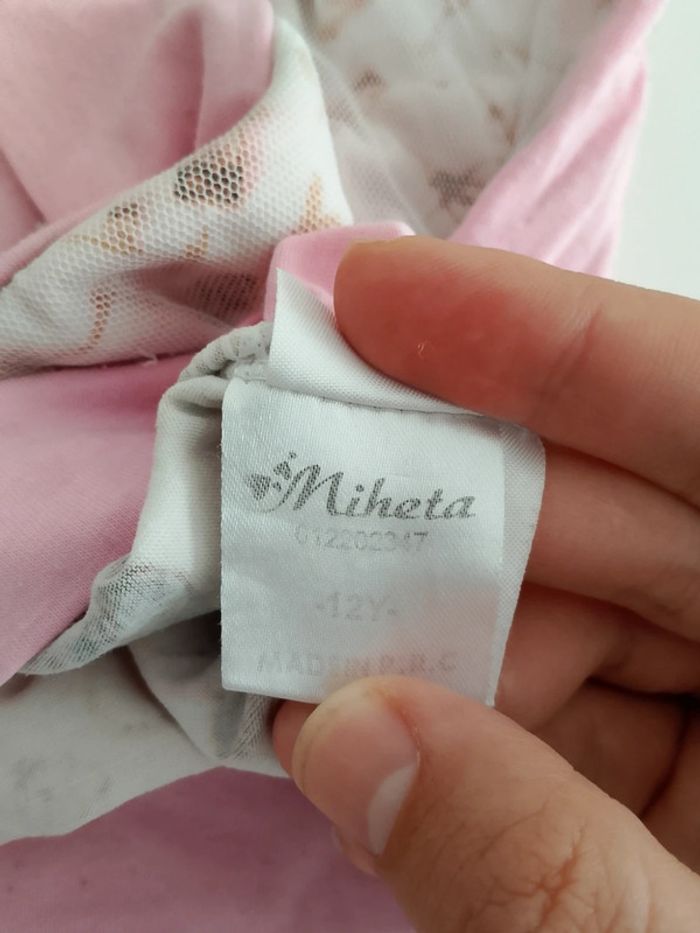 Miheta
012202347
-12Y-
MADE IN P.R.C